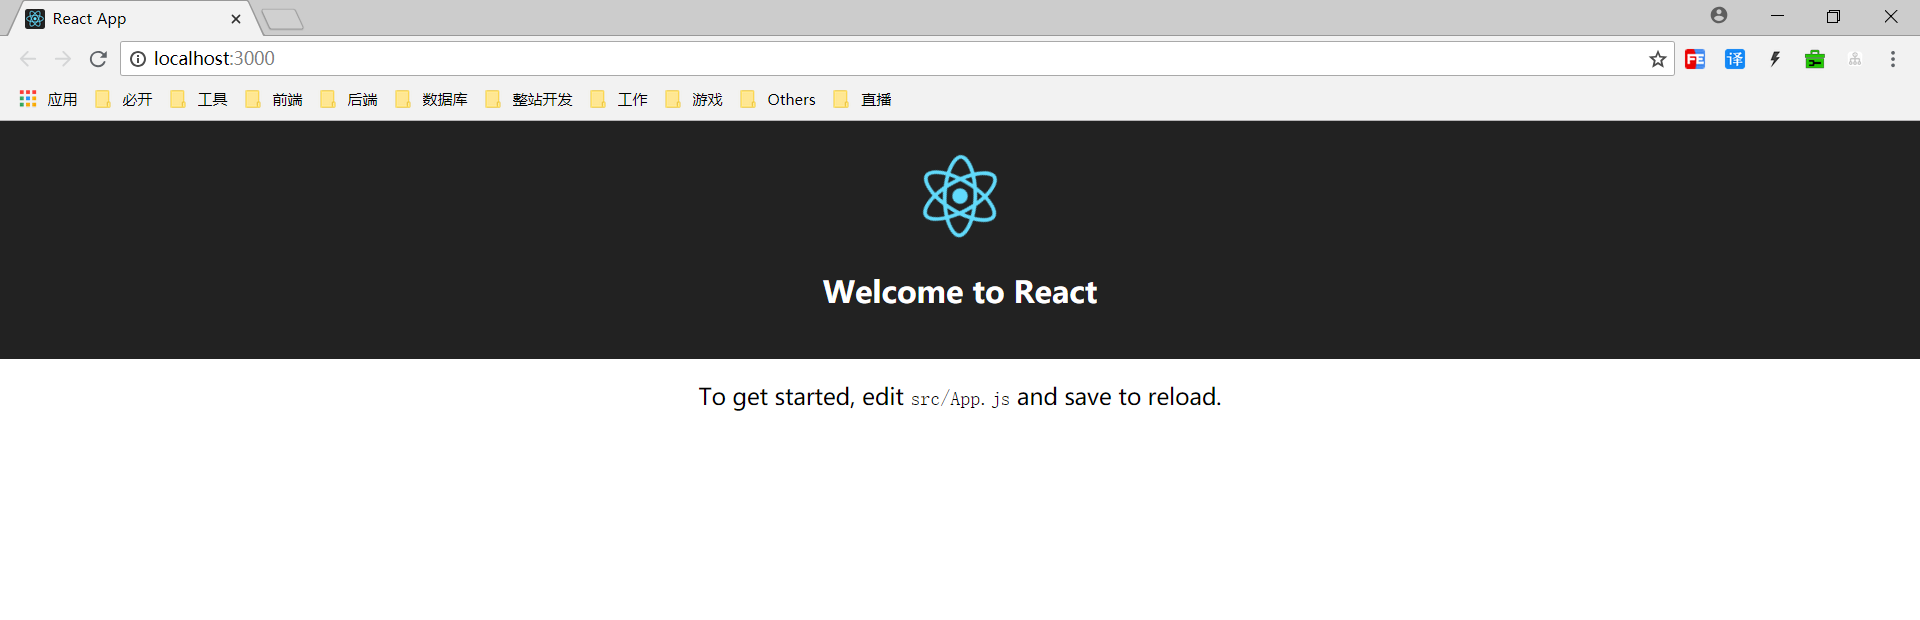 React App
localhost:3000
FE 译
应用 必开 工具 前端 后端 数据库 整站开发 工作 游戏 Others 直播
Welcome to React
To get started, edit src/App.js and save to reload.